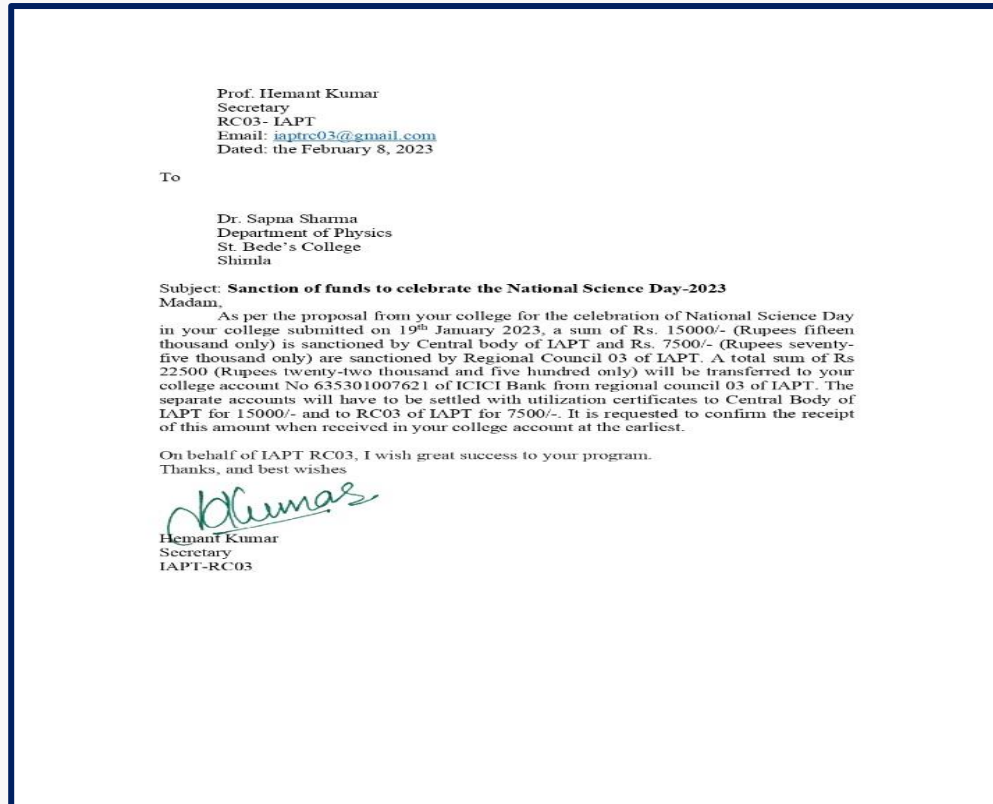 Prof. Hemant Kumar
Secretary
RC03- IAPT
Email: iaptrc03@gmail.com
Dated: the February 8, 2023
To
Dr. Sapna Sharma
Department of Physics
St. Bede's College
Shimla
Subject: Sanction of funds to celebrate the National Science Day-2023
Madam,
As per the proposal from your college for the celebration of National Science Day
in your college submitted on 19th January 2023, a sum of Rs. 15000/- (Rupees fifteen
thousand only) is sanctioned by Central body of IAPT and Rs. 7500/- (Rupees seventy-
five thousand only) are sanctioned by Regional Council 03 of IAPT. A total sum of Rs
22500 (Rupees twenty-two thousand and five hundred only) will be transferred to your
college account No 635301007621 of ICICI Bank from regional council 03 of IAPT. The
separate accounts will have to be settled with utilization certificates to Central Body of
IAPT for 15000/- and to RC03 of IAPT for 7500/-. It is requested to confirm the receipt
of this amount when received in your college account at the earliest.
On behalf of IAPT RC03, I wish great success to your program.
Thanks, and best wishes
HKumar
Hemant Kumar
Secretary
IAPT-RC03